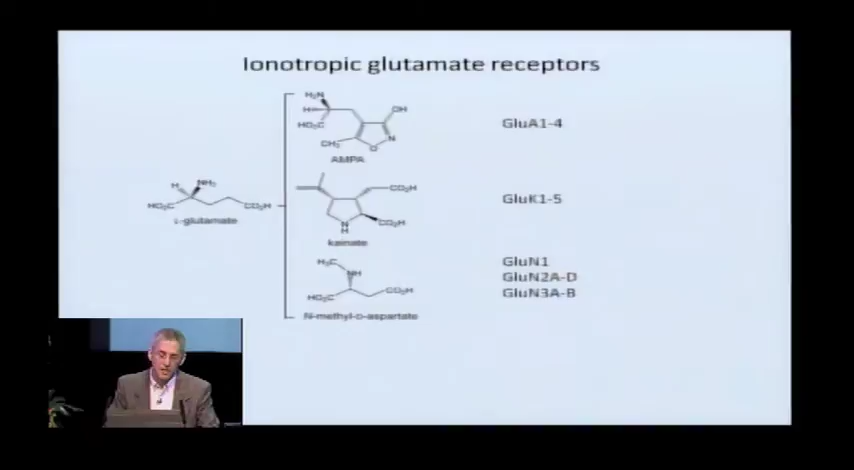 Ionotropic glutamate receptors
H₂N
H
OH
HO₂C
N
CH₃
O
AMPA
GluA1-4
H
NH₂
HO₂C
CO₂H
L-glutamate
CO₂H
CO₂H
N
H
kainate
GluK1-5
H₃C
NH
HO₂C
CO₂H
N-methyl-D-aspartate
GluN1
GluN2A-D
GluN3A-B